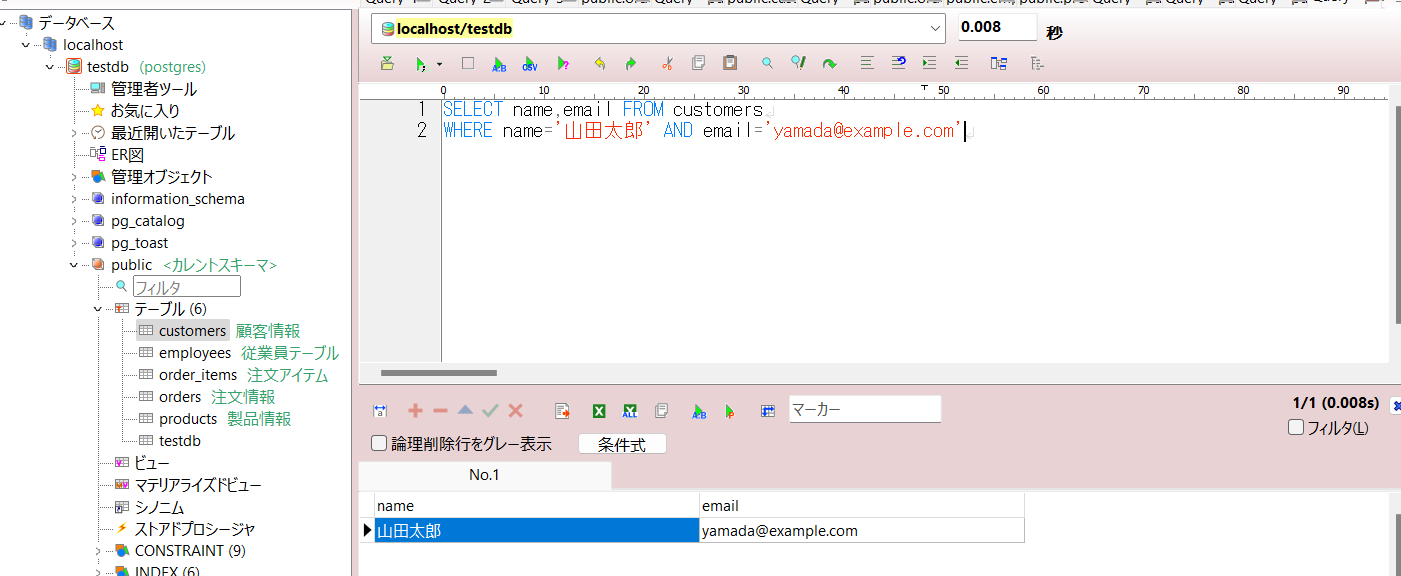 データベース
localhost
testdb (postgres)
管理者ツール
お気に入り
最近開いたテーブル
ER図
管理オブジェクト
information_schema
pg_catalog
pg_toast
public <カレントスキーマ>
フィルタ
テーブル (6)
customers 顧客情報
employees 従業員テーブル
order_items 注文アイテム
orders 注文情報
products 製品情報
testdb
ビュー
マテリアライズドビュー
シノニム
ストアドプロシージャ
CONSTRAINT (9)
INDEX (6)
localhost/testdb
0.008 秒
0 10 20 30 40 50 60 70 80 90
1 SELECT name,email FROM customers
2 WHERE name='山田太郎' AND email='yamada@example.com'
マーカー
1/1 (0.008s)
論理削除行をグレー表示 条件式
フィルタ(L)
No.1
name email
山田太郎 yamada@example.com